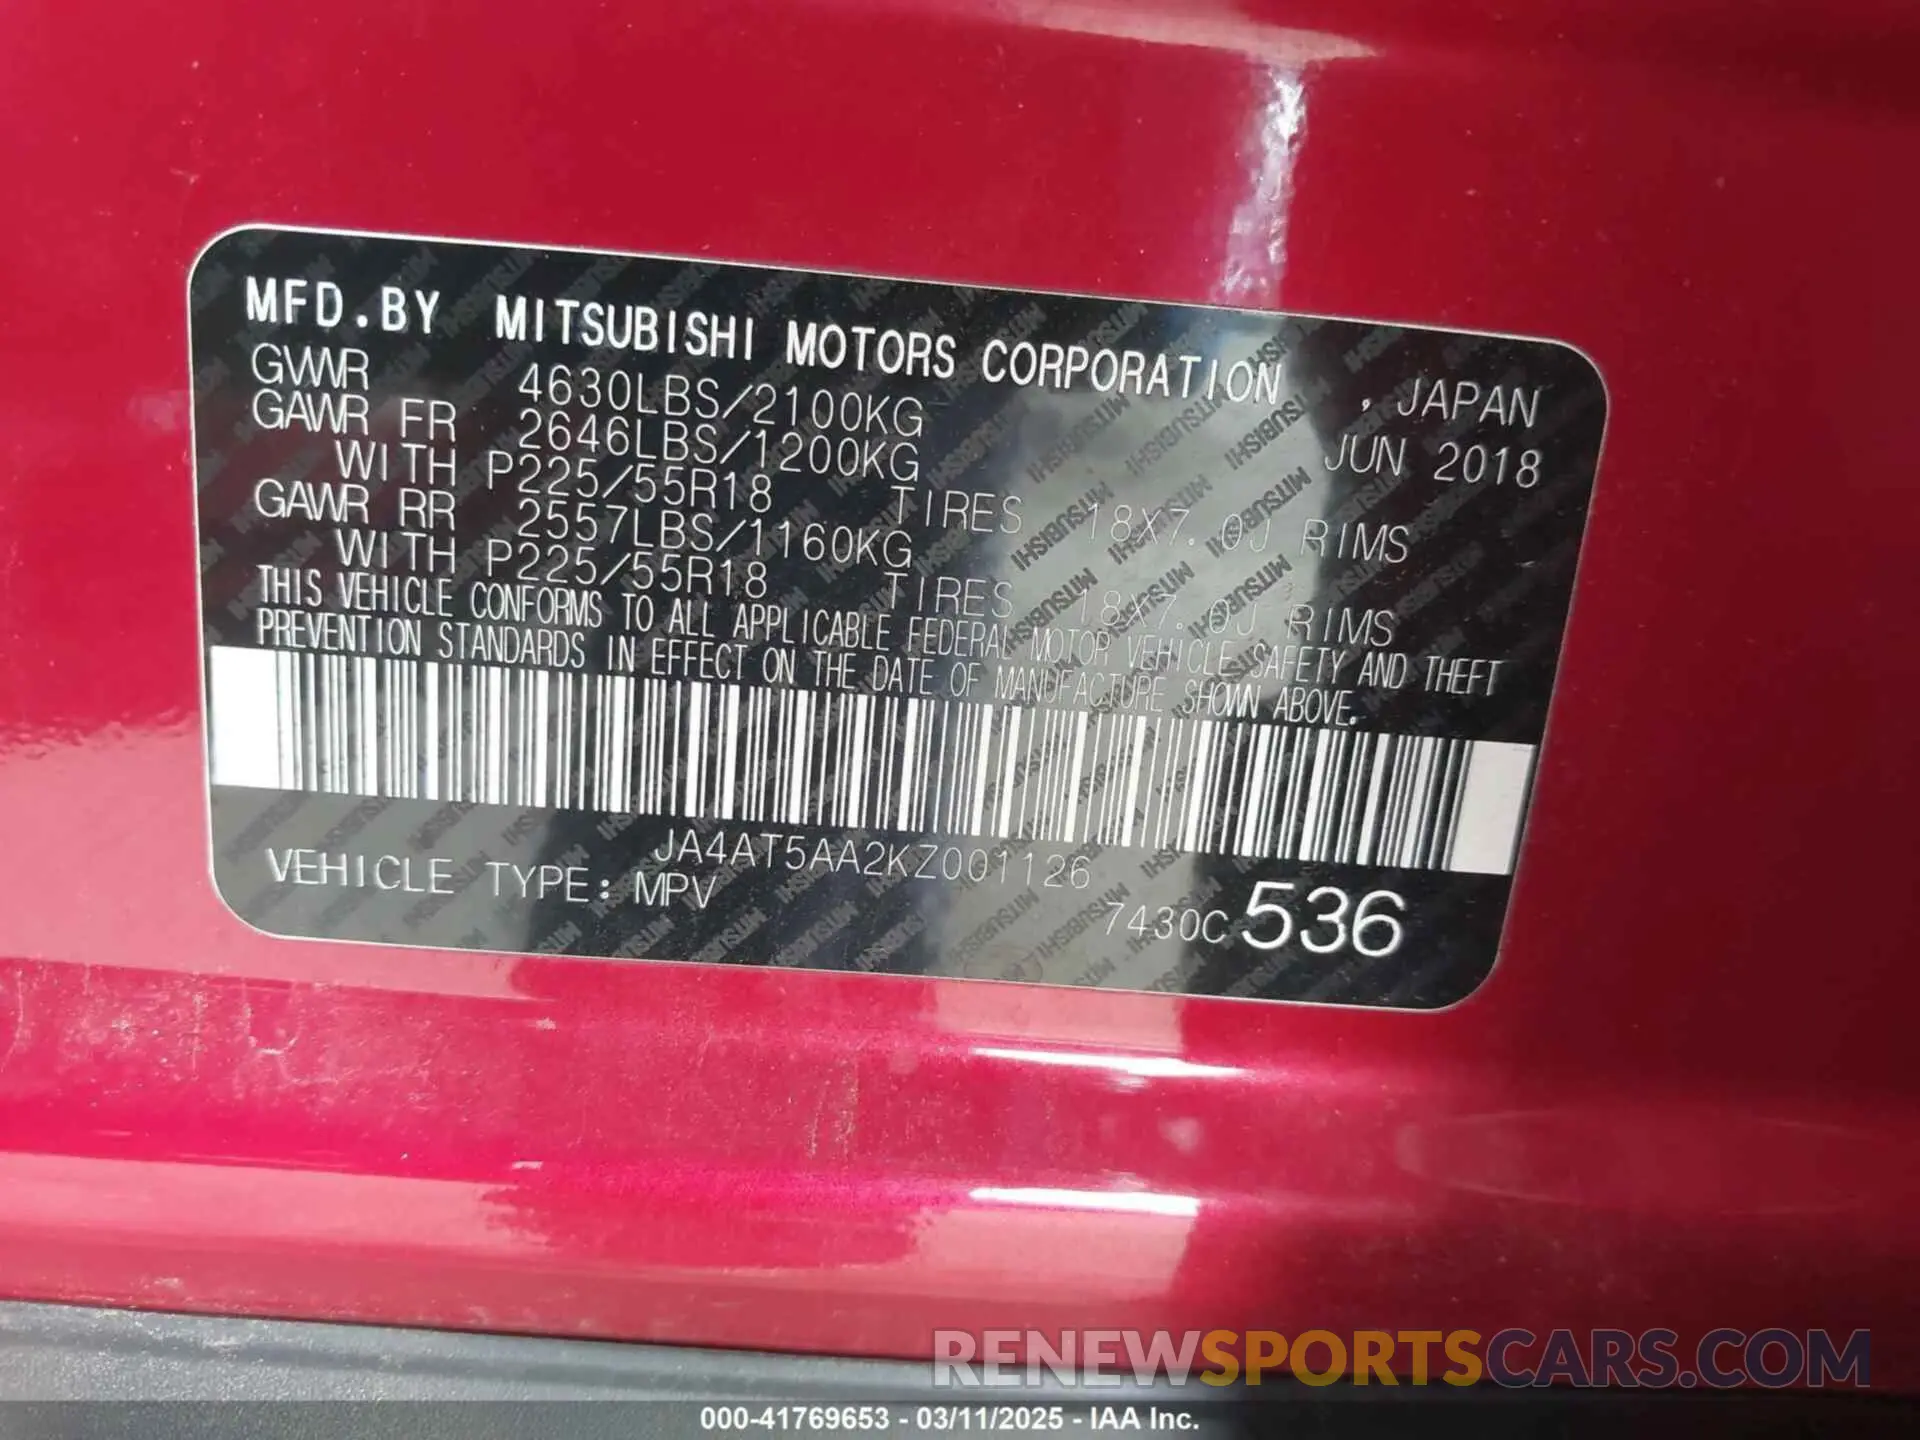 MFD.BY MITSUBISHI MOTORS CORPORATION , JAPAN
GVWR 4630LBS/2100KG JUN 2018
GAWR FR 2646LBS/1200KG
WITH P225/55R18 TIRES 18X7.0J RIMS
GAWR RR 2557LBS/1160KG
WITH P225/55R18 TIRES 18X7.0J RIMS
THIS VEHICLE CONFORMS TO ALL APPLICABLE FEDERAL MOTOR VEHICLE SAFETY AND THEFT
PREVENTION STANDARDS IN EFFECT ON THE DATE OF MANUFACTURE SHOWN ABOVE.
JA4AT5AA2KZ001126
VEHICLE TYPE: MPV
7430C 536
RENEWSPORTSCARS.COM
000-41769653 - 03/11/2025 - IAA Inc.